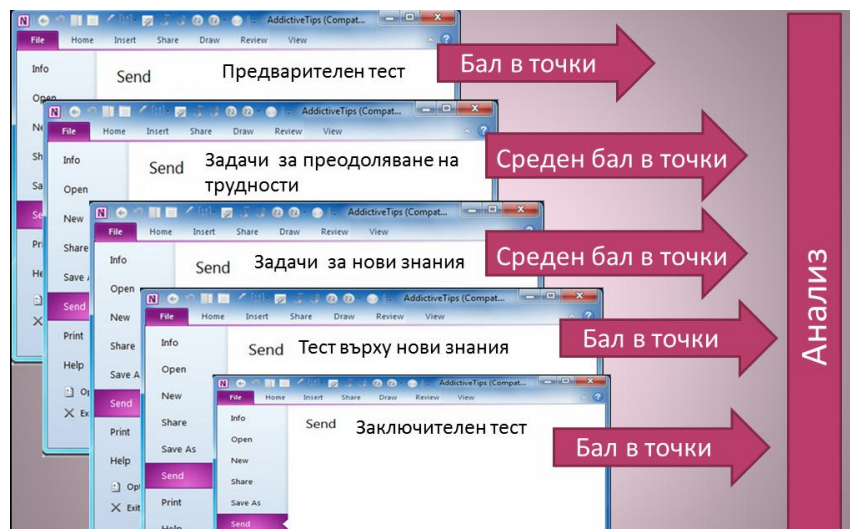 AddictiveTips (Compat...
File Home Insert Share Draw Review View
Info
Open
Send
Предварителен тест
Бал в точки
AddictiveTips (Compat...
File Home Insert Share Draw Review View
Info
Open
New
Share
Send
Print
Help
Send
Задачи за преодоляване на
трудности
Среден бал в точки
AddictiveTips (Compat...
File Home Insert Share Draw Review View
Info
Open
New
Share
Save A
Send
Print
Help
Exit
Send
Задачи за нови знания
Среден бал в точки
AddictiveTips (Compat...
File Home Insert Share Draw Review View
Info
Open
New
Share
Save As
Send
Print
Help
Send
Тест върху нови знания
Бал в точки
AddictiveTips (Compat...
File Home Insert Share Draw Review View
Info
Open
New
Share
Save As
Send
Send
Заключителен тест
Бал в точки
Анализ